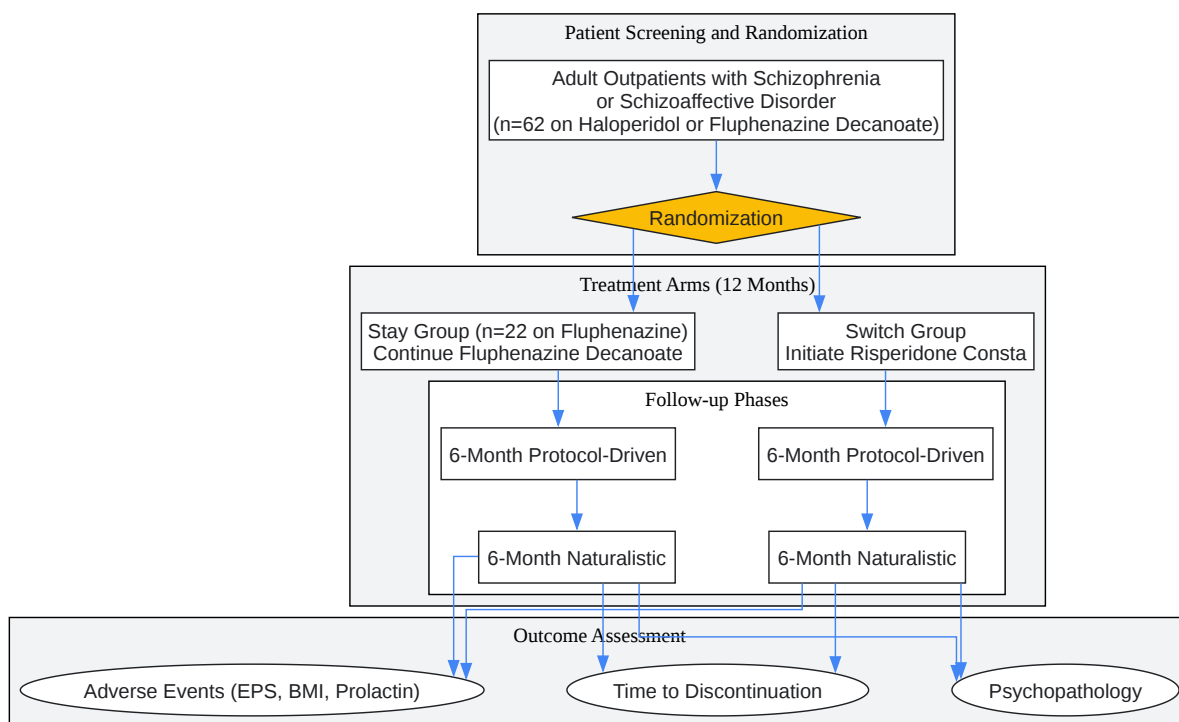 Patient Screening and Randomization
Adult Outpatients with Schizophrenia
or Schizoaffective Disorder
(n=62 on Haloperidol or Fluphenazine Decanoate)
Randomization
Treatment Arms (12 Months)
Stay Group (n=22 on Fluphenazine)
Continue Fluphenazine Decanoate
Switch Group
Initiate Risperidone Consta
Follow-up Phases
6-Month Protocol-Driven
6-Month Protocol-Driven
6-Month Naturalistic
6-Month Naturalistic
Outcome Assessment
Adverse Events (EPS, BMI, Prolactin)
Time to Discontinuation
Psychopathology